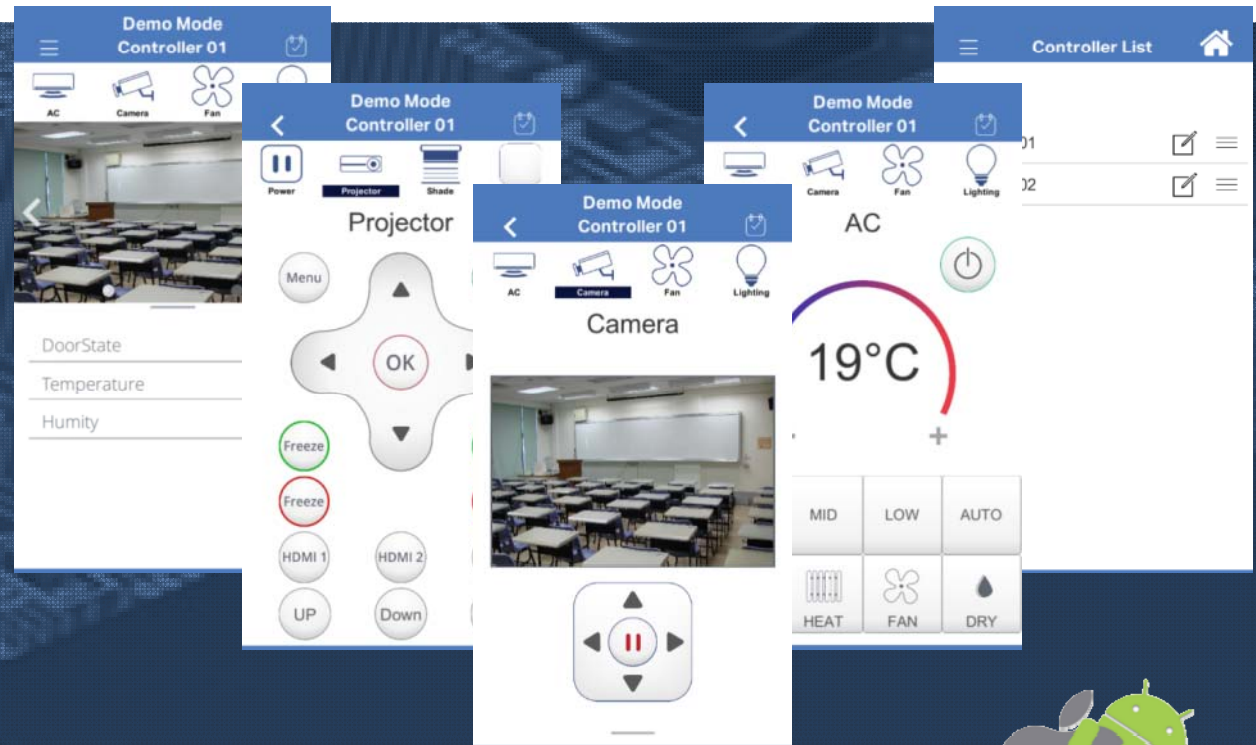 Demo Mode
Controller 01
AC Camera Fan
DoorState
Temperature
Humity
Demo Mode
Controller 01
Power Projector Shade
Projector
Menu
OK
Freeze
Freeze
HDMI 1 HDMI 2
UP Down
Demo Mode
Controller 01
AC Camera Fan Lighting
Camera
Demo Mode
Controller 01
Camera Fan Lighting
AC
19°C
MID LOW AUTO
HEAT FAN DRY
Controller List
01
02